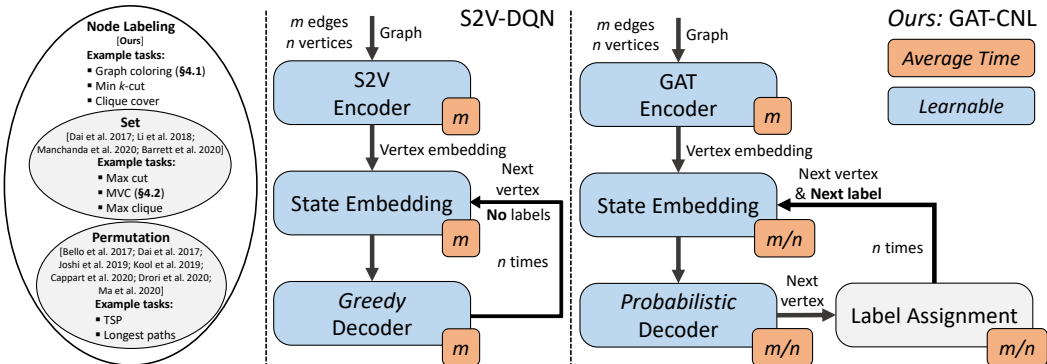 Node Labeling
[Ours]
Example tasks:
▪ Graph coloring (§4.1)
▪ Min k-cut
▪ Clique cover
Set
[Dai et al. 2017; Li et al. 2018;
Manchanda et al. 2020; Barrett et al. 2020]
Example tasks:
▪ Max cut
▪ MVC (§4.2)
▪ Max clique
Permutation
[Bello et al. 2017; Dai et al. 2017;
Joshi et al. 2019; Kool et al. 2019;
Cappart et al. 2020; Drori et al. 2020;
Ma et al. 2020]
Example tasks:
▪ TSP
▪ Longest paths
S2V-DQN
m edges
n vertices
Graph
S2V
Encoder
m
Vertex embedding
Next
vertex
No labels
State Embedding
m
n times
Greedy
Decoder
m
Ours: GAT-CNL
m edges
n vertices
Graph
Average Time
Learnable
GAT
Encoder
m
Vertex embedding
Next vertex
& Next label
State Embedding
m/n
n times
Probabilistic
Decoder
m/n
Next
vertex
Label Assignment
m/n